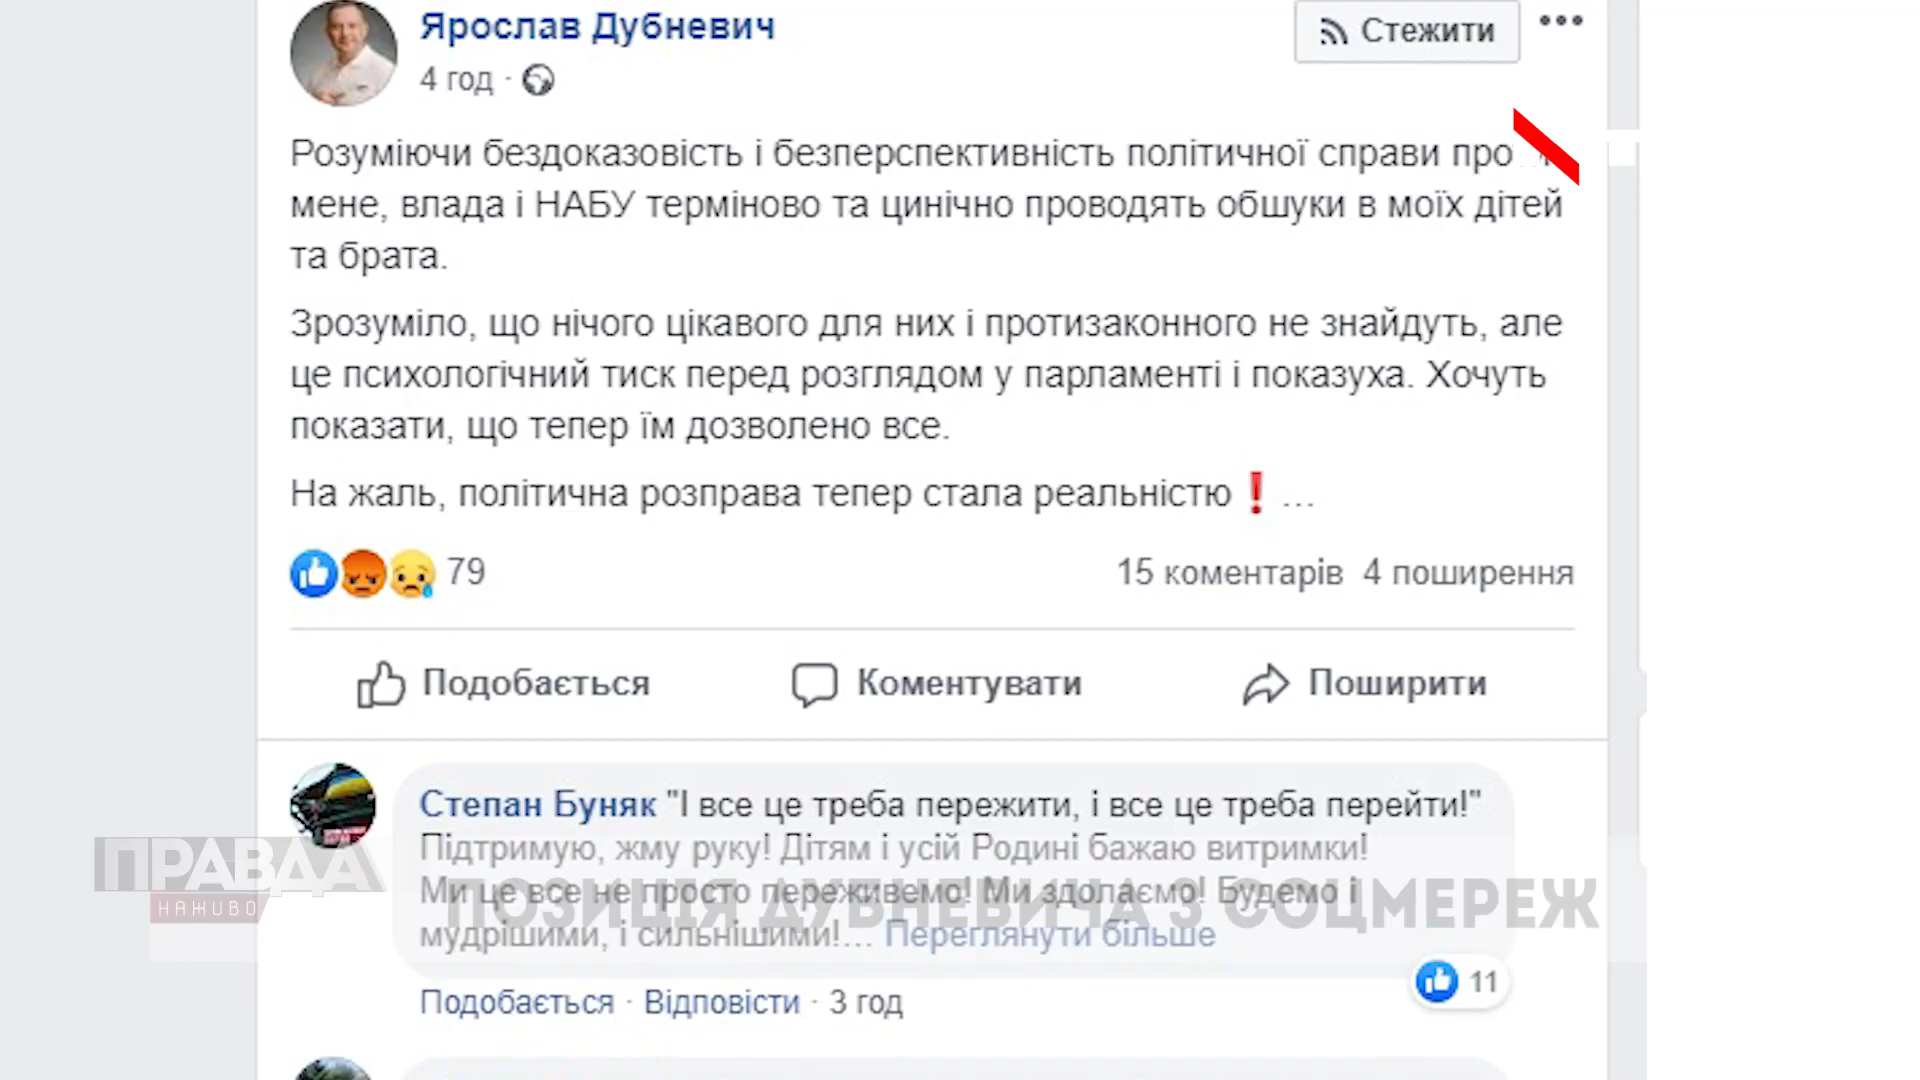 Ярослав Дубневич
4 год ·
Стежити
Розуміючи бездоказовість і безперспективність політичної справи
мене, влада і НАБУ терміново та цинічно проводять обшуки в моїх дітей
та брата.
Зрозуміло, що нічого цікавого для них і протизаконного не знайдуть, але
це психологічний тиск перед розглядом у парламенті і показуха. Хочуть
показати, що тепер їм дозволено все.
На жаль, політична розправа тепер стала реальністю❗...
79
15 коментарів 4 поширення
Подобається
Коментувати
Поширити
Степан Буняк "І все це треба пережити, і все це треба перейти!"
Підтримую, жму руку! Дітям і усій Родині бажаю витримки!
Ми це все не просто переживемо! Ми здолаємо! Будемо і
мудрішими, і сильнішими!... Переглянути більше
11
Подобається · Відповісти · 3 год
ПРАВДА
НАЖИВО
ПОЗИЦІЯ ДУБНЕВИЧА З СОЦМЕРЕЖ